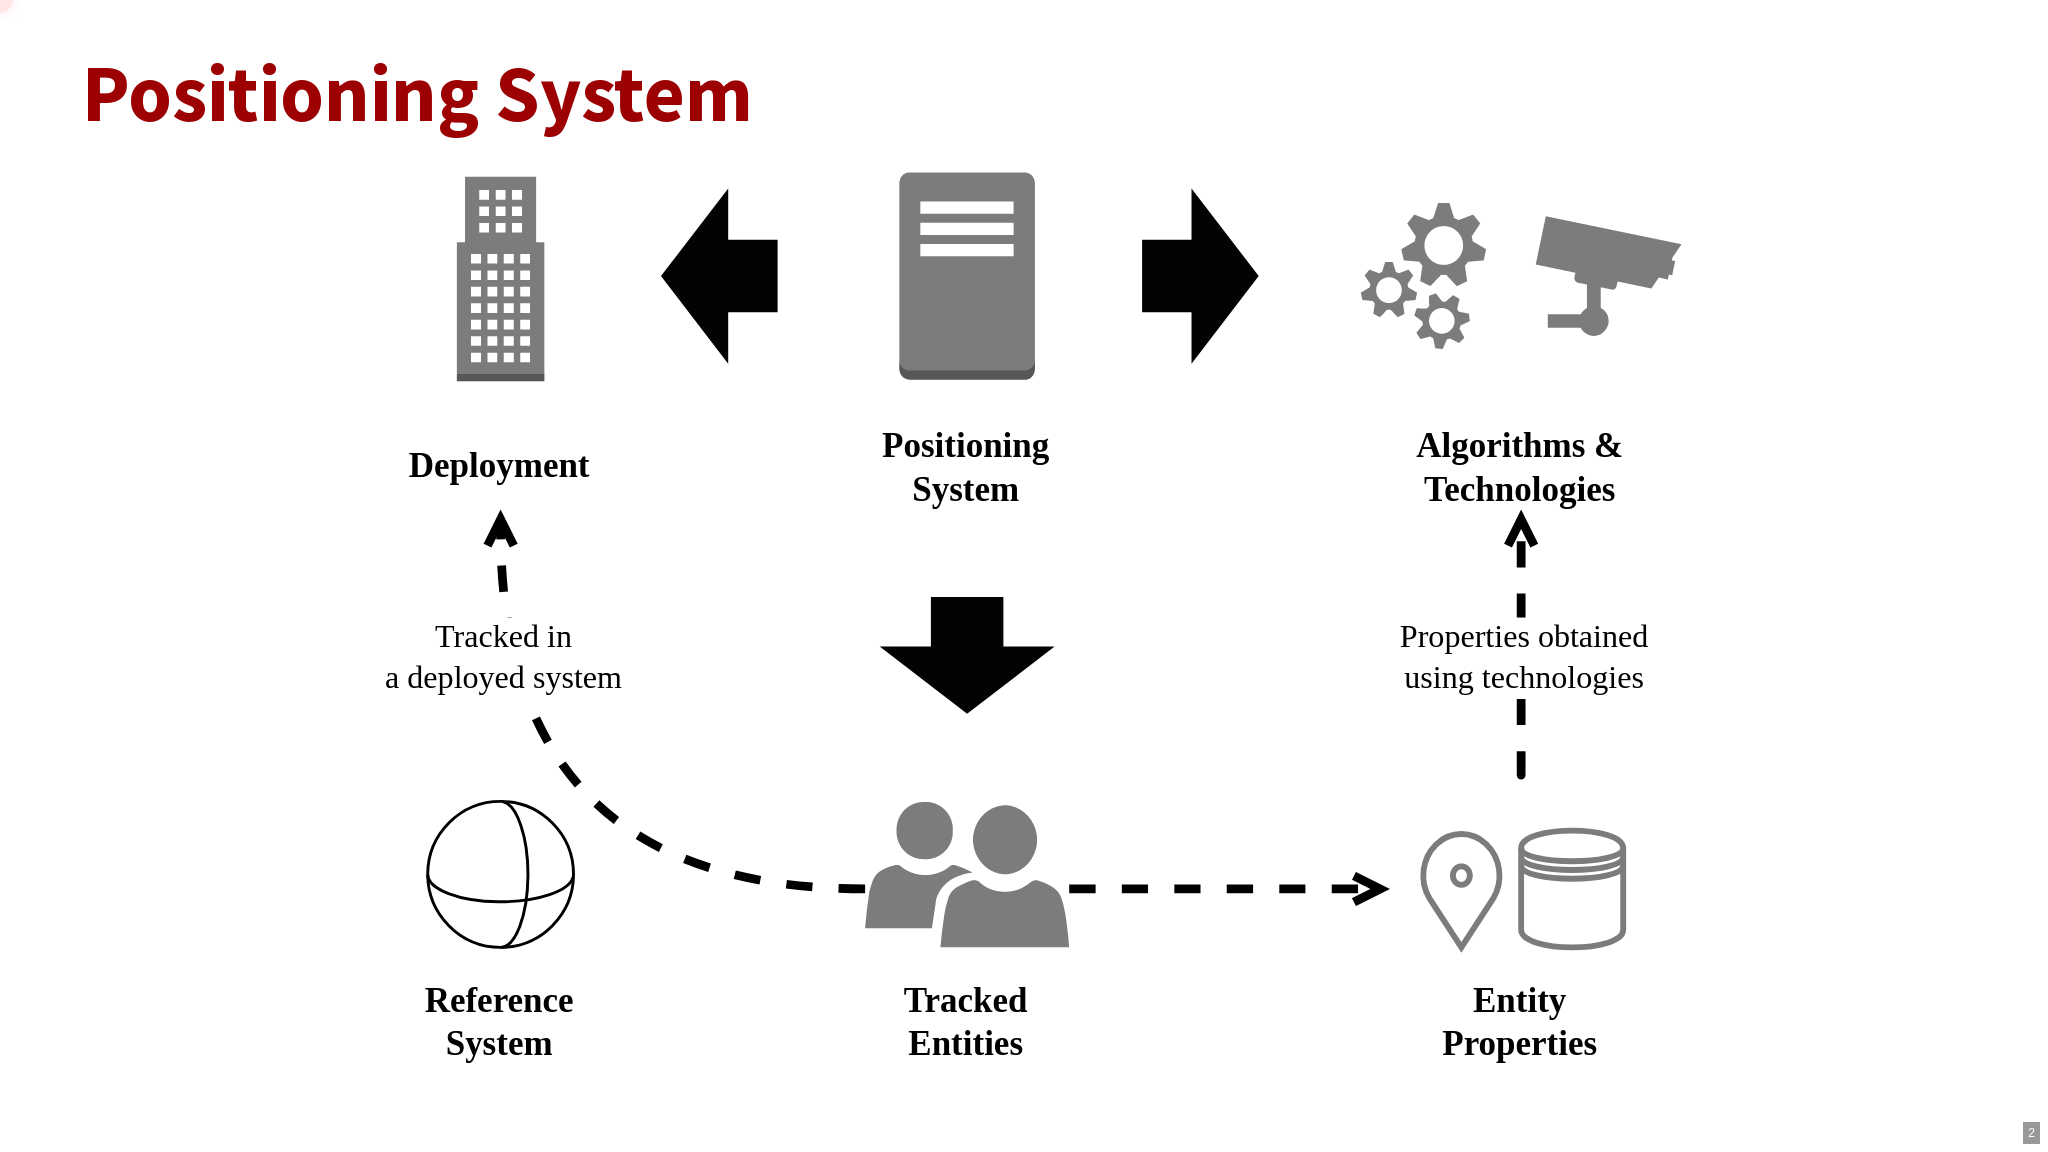 Positioning System
Deployment
Positioning
System
Algorithms &
Technologies
Tracked in
a deployed system
Properties obtained
using technologies
Reference
System
Tracked
Entities
Entity
Properties
2